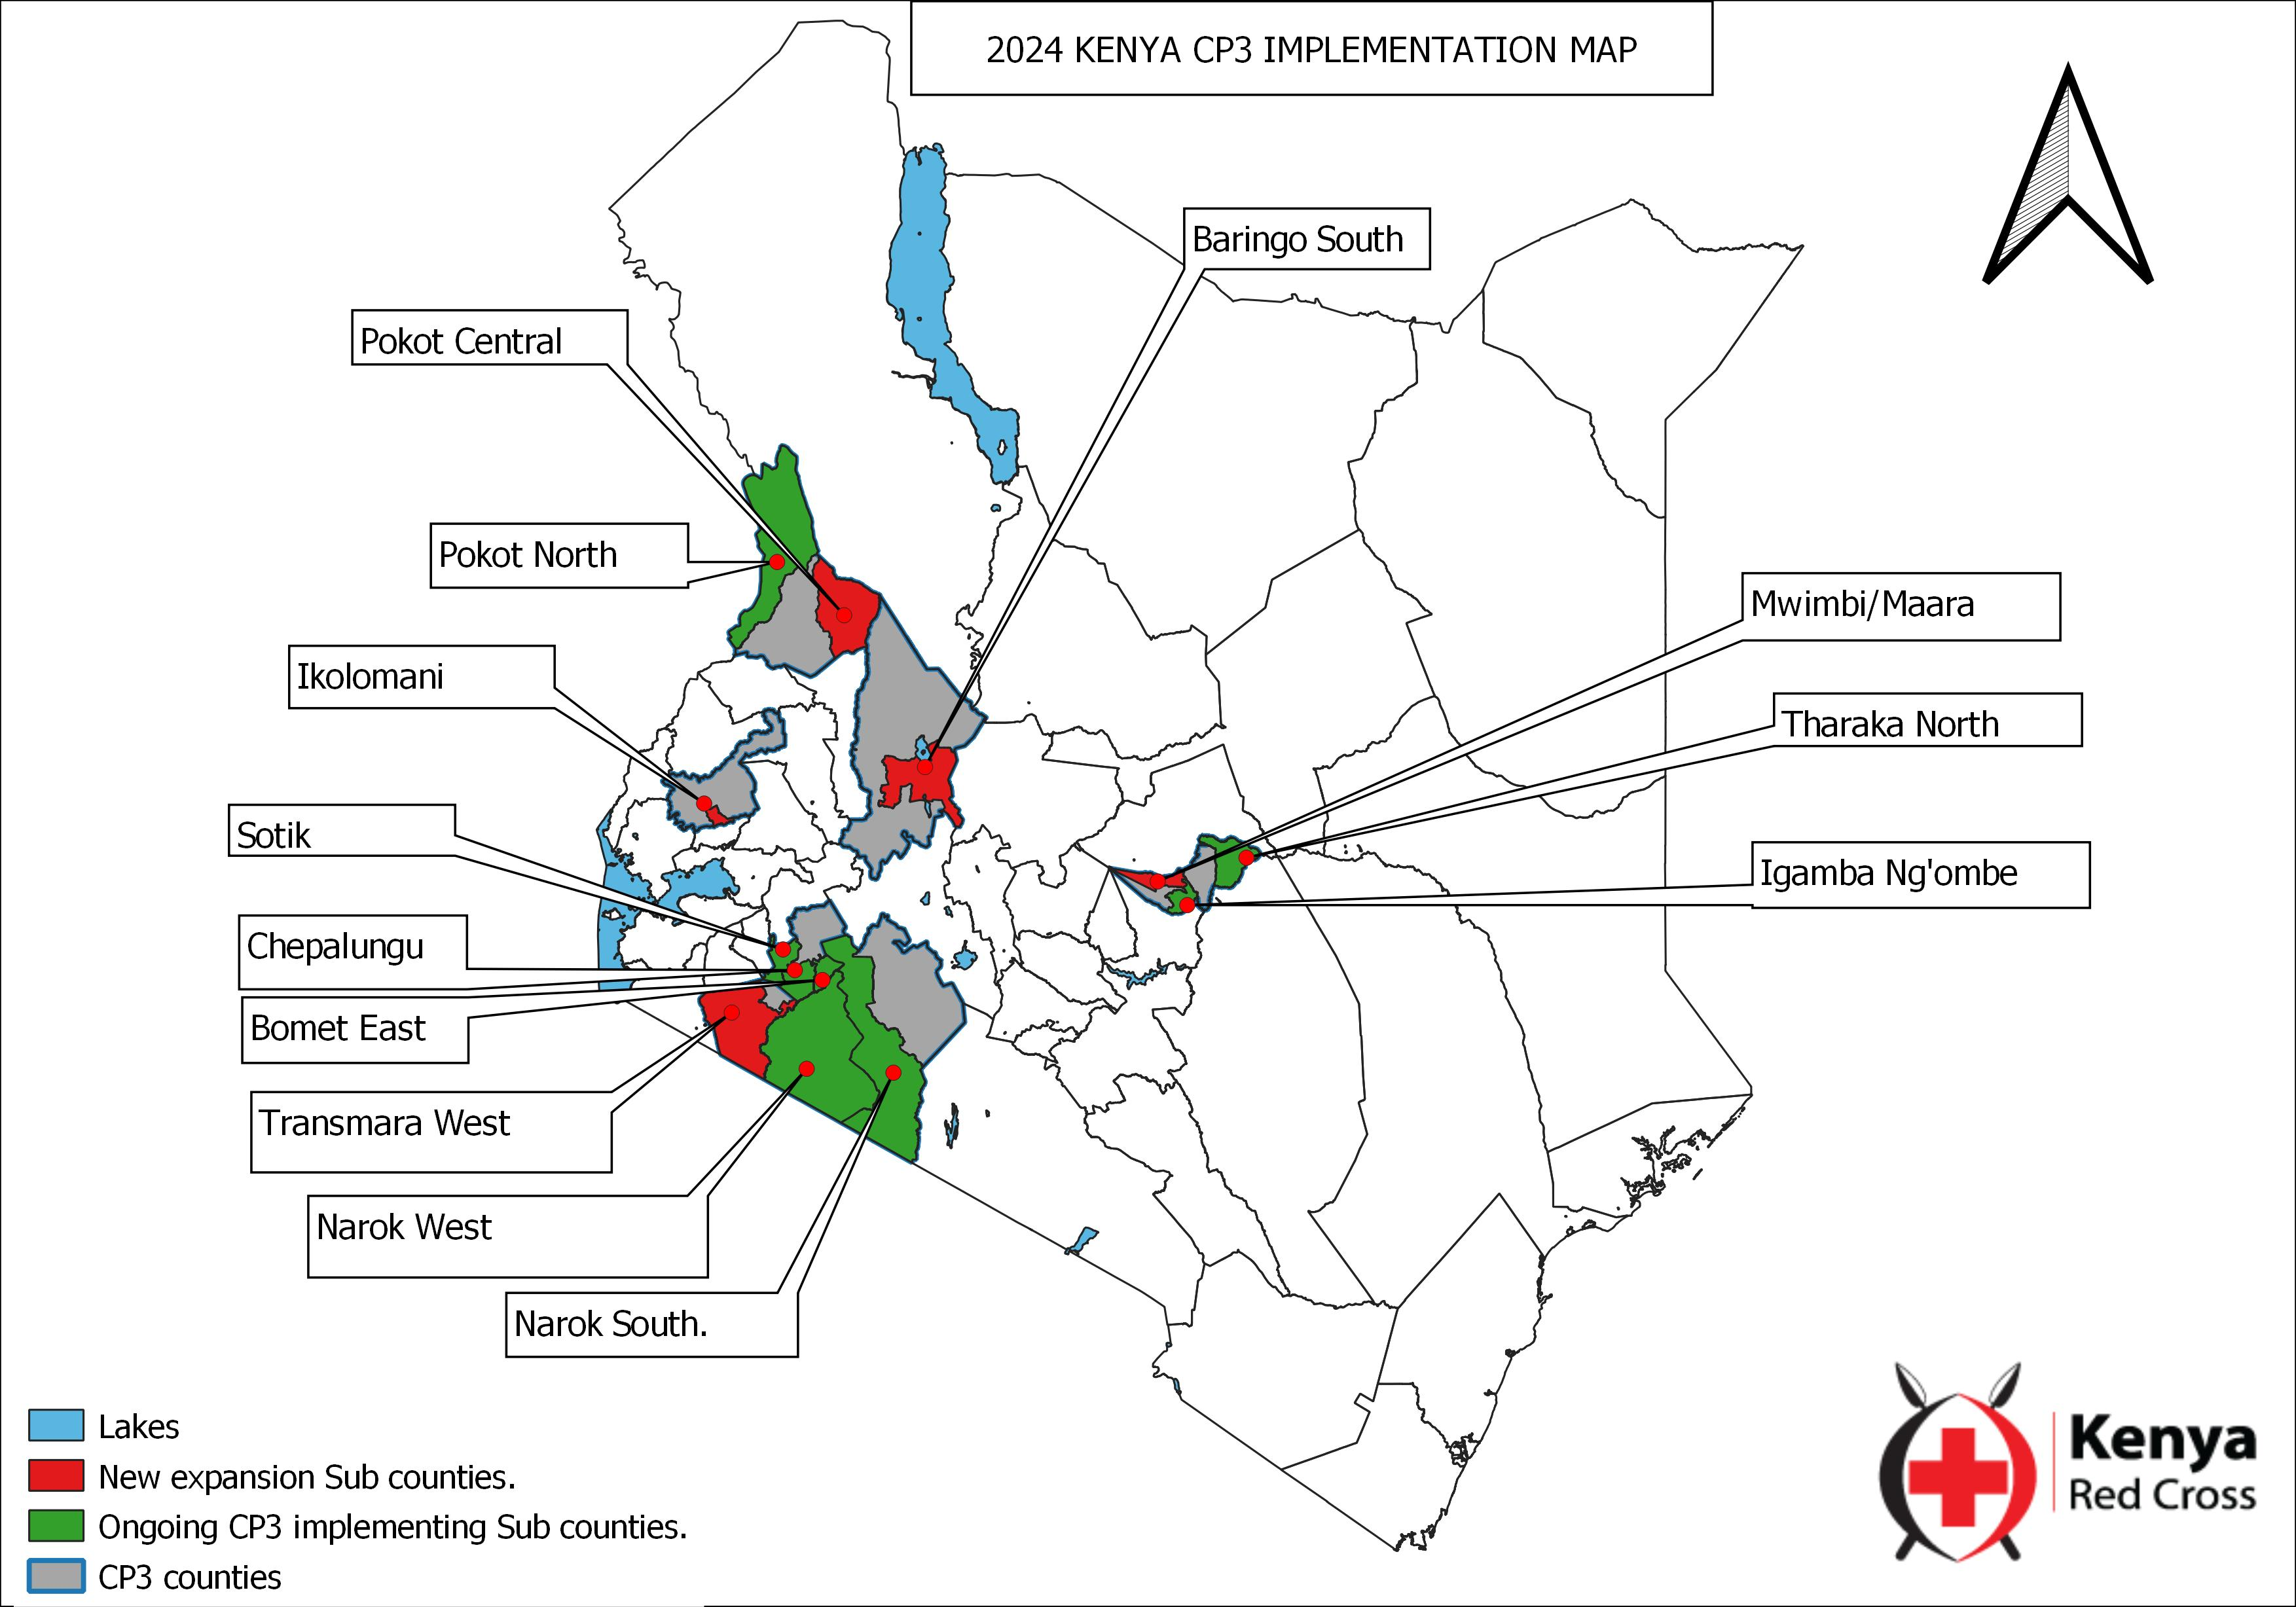 2024 KENYA CP3 IMPLEMENTATION MAP
Baringo South
Pokot Central
Pokot North
Mwimbi/Maara
Ikolomani
Tharaka North
Sotik
Igamba Ng'ombe
Chepalungu
Bomet East
Transmara West
Narok West
Narok South.
Lakes
New expansion Sub counties.
Ongoing CP3 implementing Sub counties.
CP3 counties
Kenya
Red Cross